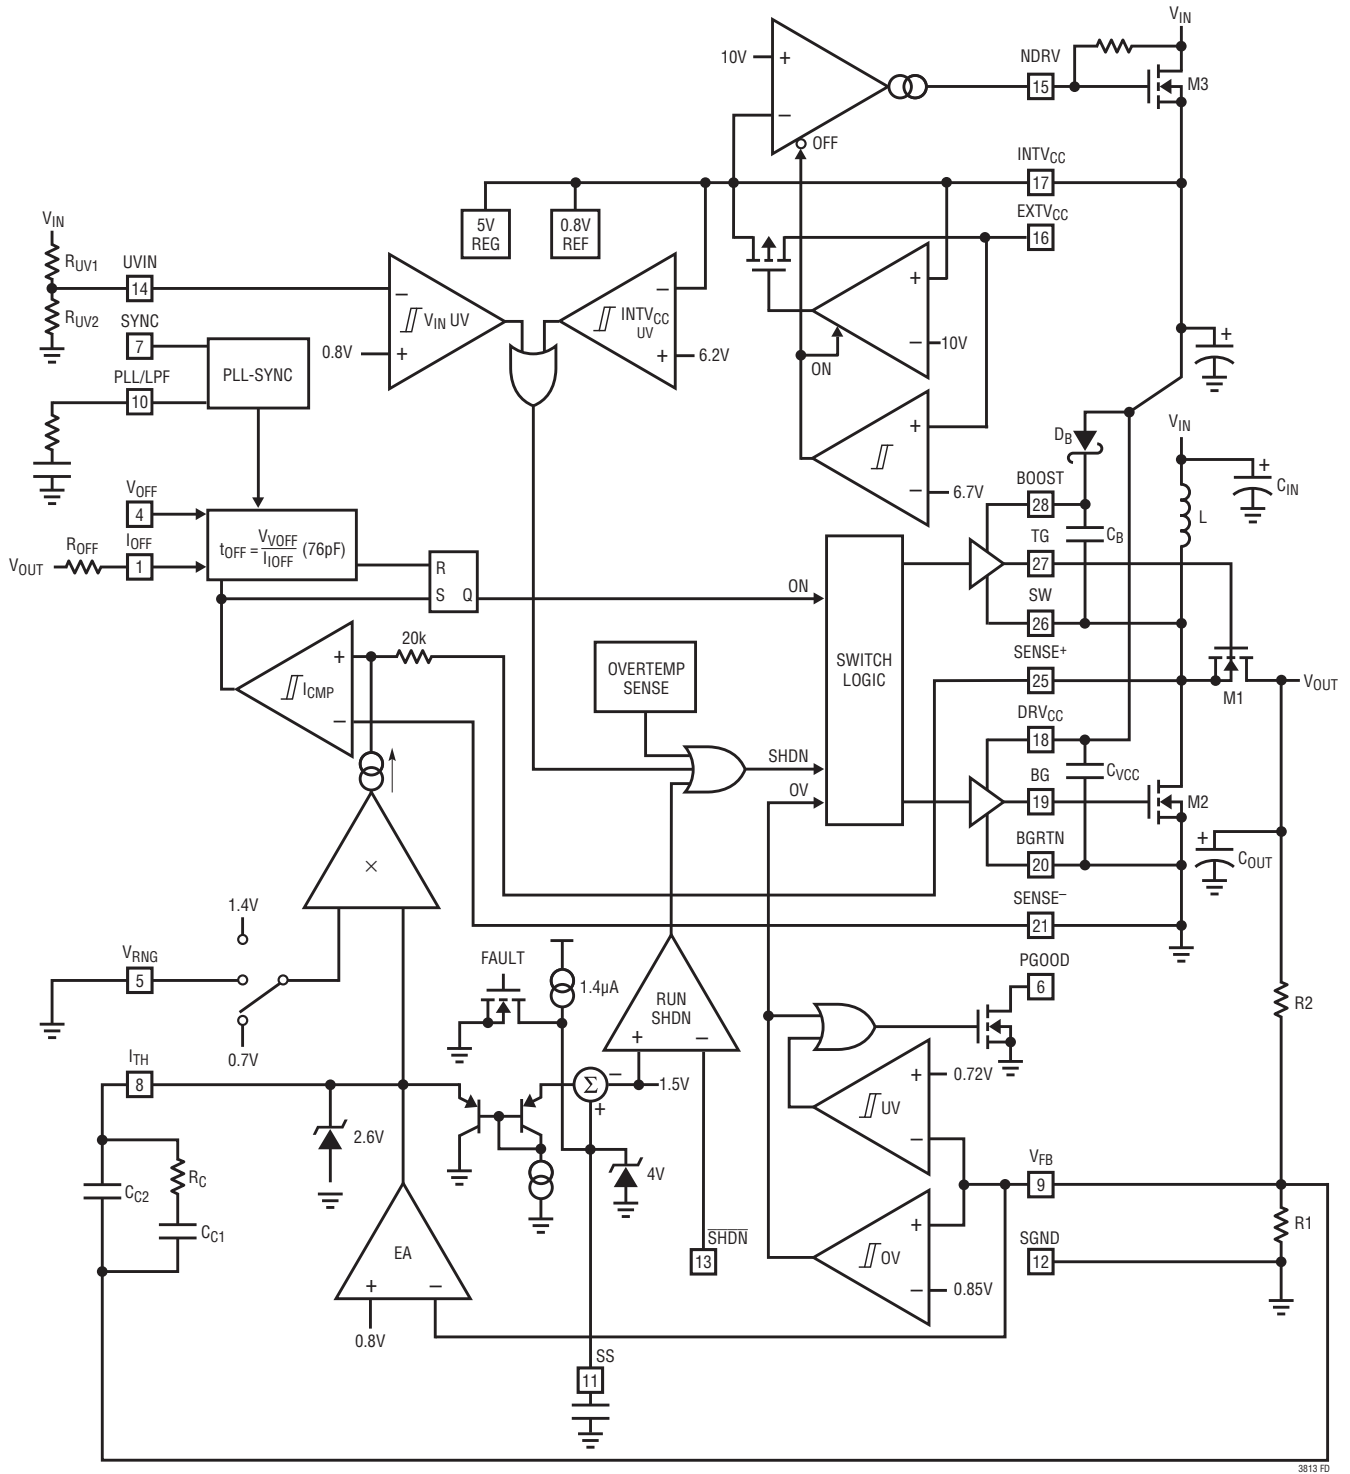 VIN
10V
+
−
OFF
NDRV
15
M3
INTVCC
17
EXTVCC
16
5V
REG
0.8V
REF
VIN
RUV1
UVIN
14
RUV2
SYNC
7
PLL/LPF
10
PLL-SYNC
0.8V
−
+
VIN UV
INTVCC
UV
−
+
6.2V
+
−
10V
ON
+
−
6.7V
+
DB
VIN
+
CIN
L
BOOST
28
CB
TG
27
SW
26
SENSE+
25
M1
VOUT
VOFF
4
VOUT
ROFF
IOFF
1
tOFF = VVOFF
IIOFF
(76pF)
R
S Q
ON
20k
+
−
ICMP
OVERTEMP
SENSE
SWITCH
LOGIC
SHDN
OV
DRVCC
18
CVCC
BG
19
M2
BGRTN
20
+
COUT
SENSE−
21
×
1.4V
VRNG
5
0.7V
FAULT
1.4µA
RUN
SHDN
+
−
PGOOD
6
R2
ITH
8
2.6V
Σ
−
+
1.5V
4V
+
0.72V
UV
−
VFB
9
RC
CC2
CC1
EA
+
−
0.8V
SHDN
13
+
OV
−
0.85V
SGND
12
R1
SS
11
3813 FD